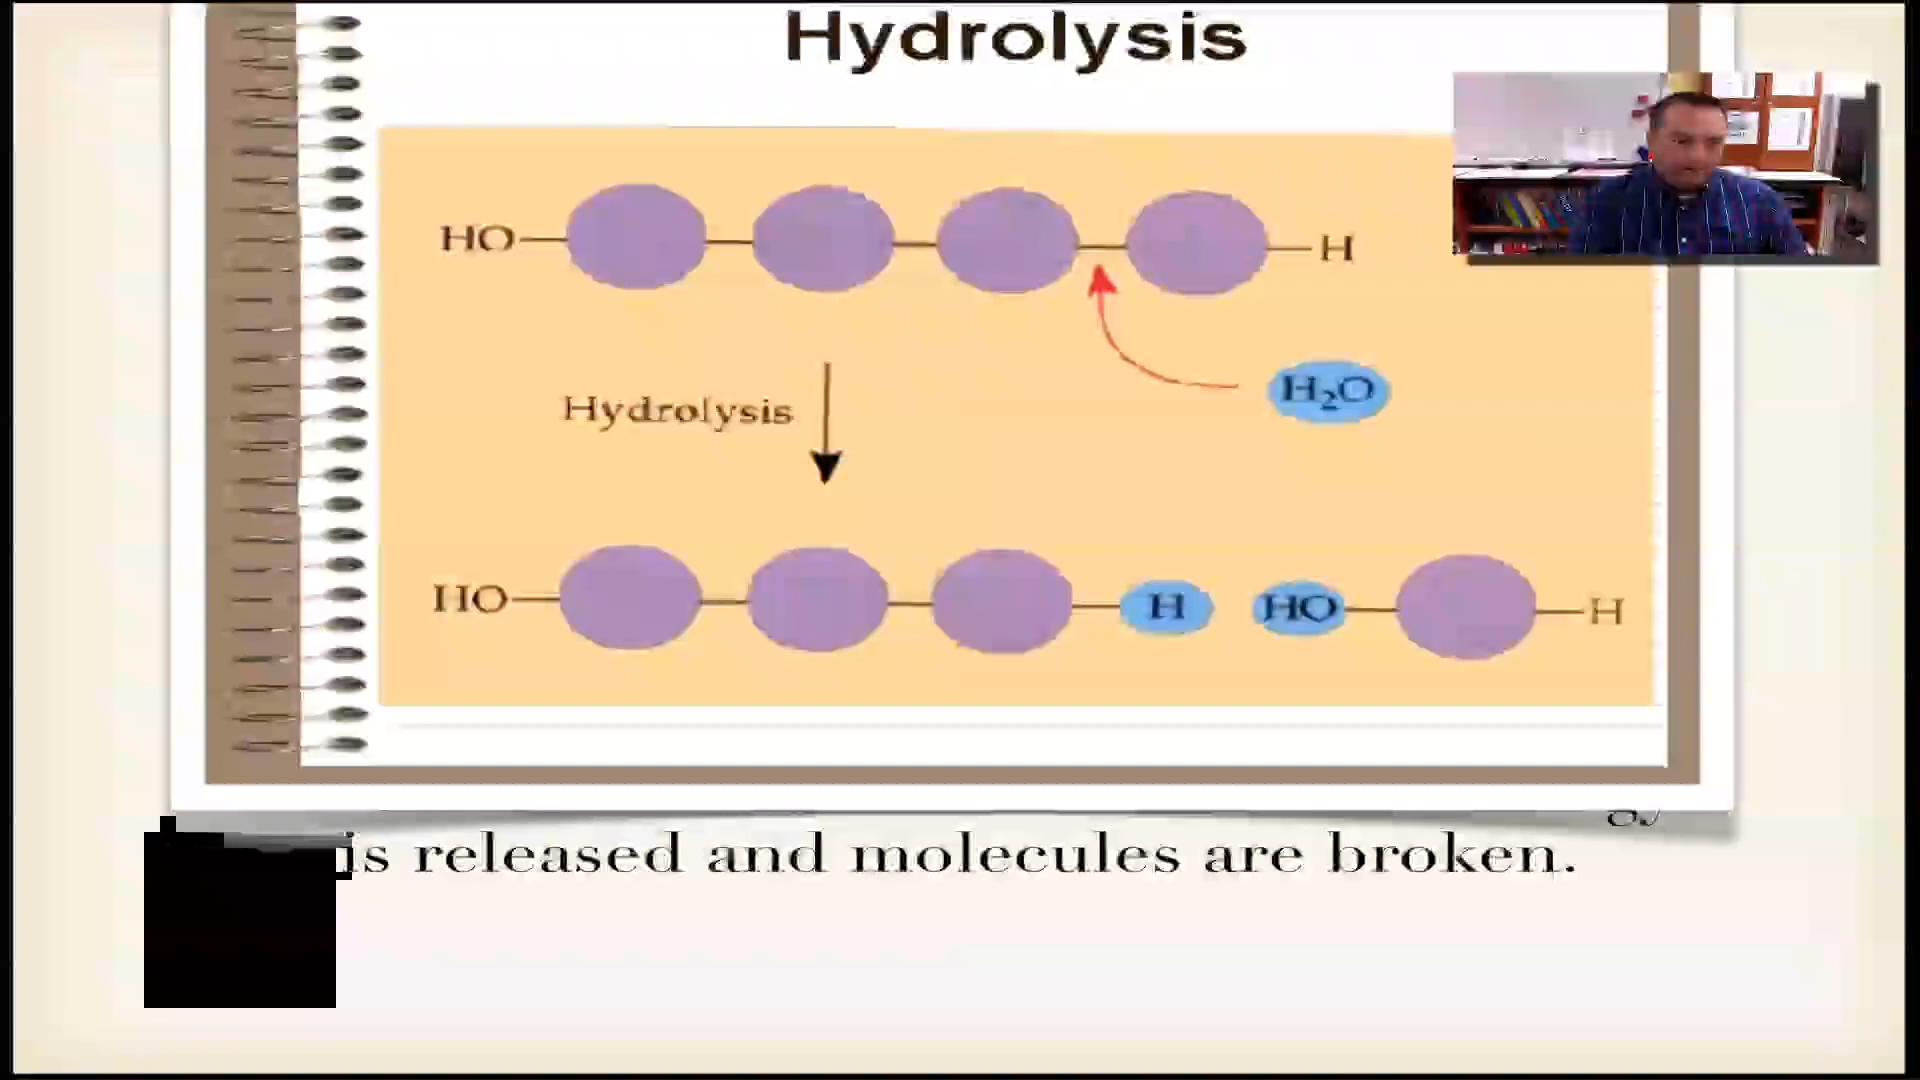 Hydrolysis
HO H
H₂O
Hydrolysis
HO H HO H
is released and molecules are broken.